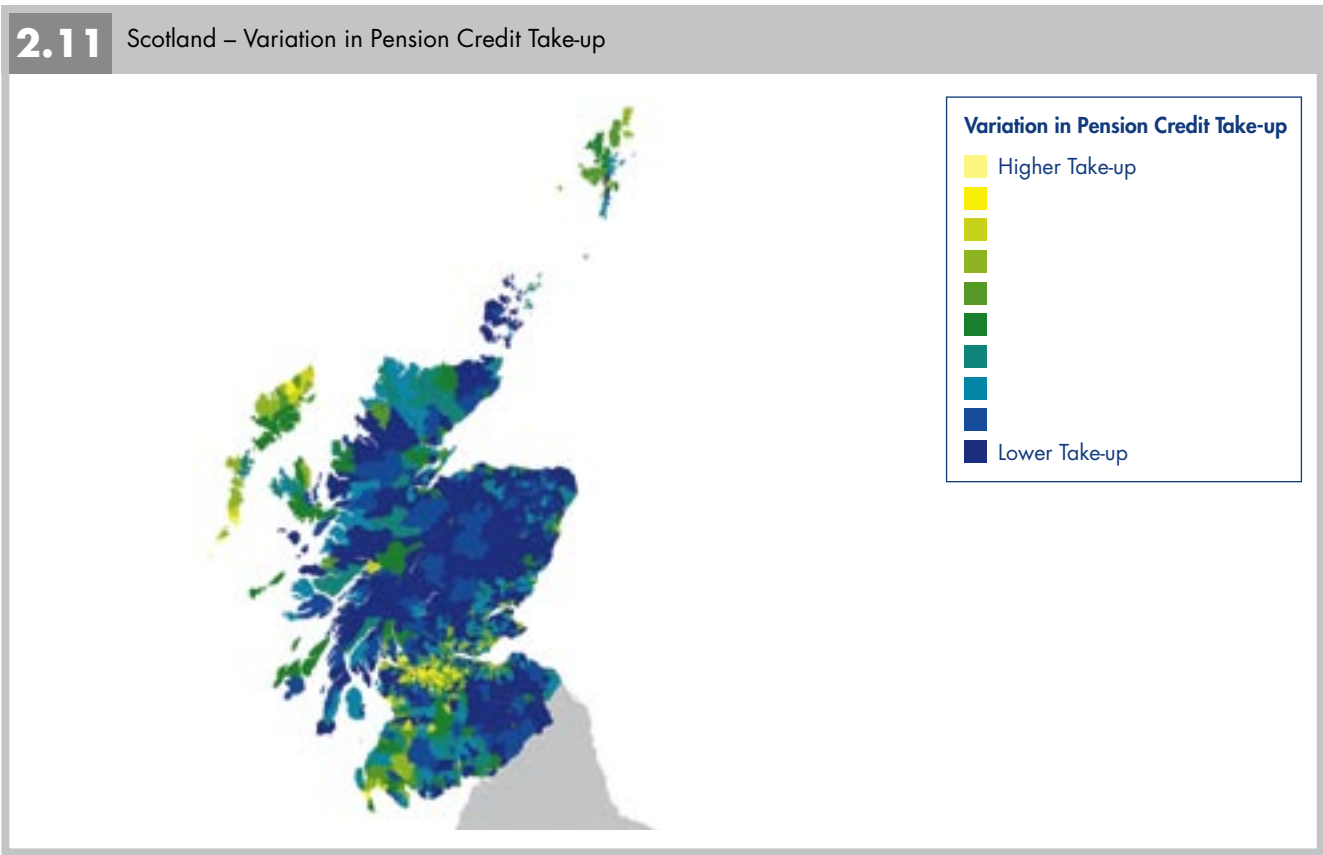 2.11 Scotland – Variation in Pension Credit Take-up
Variation in Pension Credit Take-up
Higher Take-up
Lower Take-up